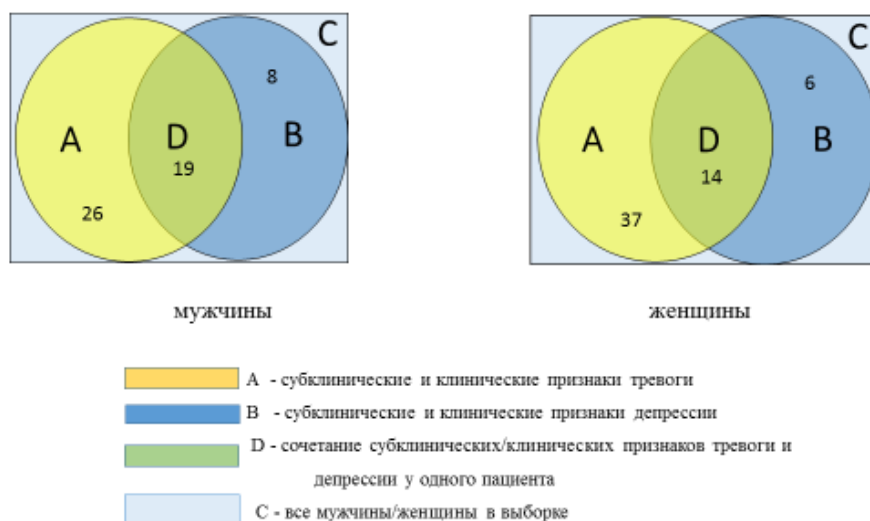 C
8
A
D
B
19
26
мужчины
C
6
A
D
B
14
37
женщины
A - субклинические и клинические признаки тревоги
B - субклинические и клинические признаки депрессии
D - сочетание субклинических/клинических признаков тревоги и
депрессии у одного пациента
C - все мужчины/женщины в выборке